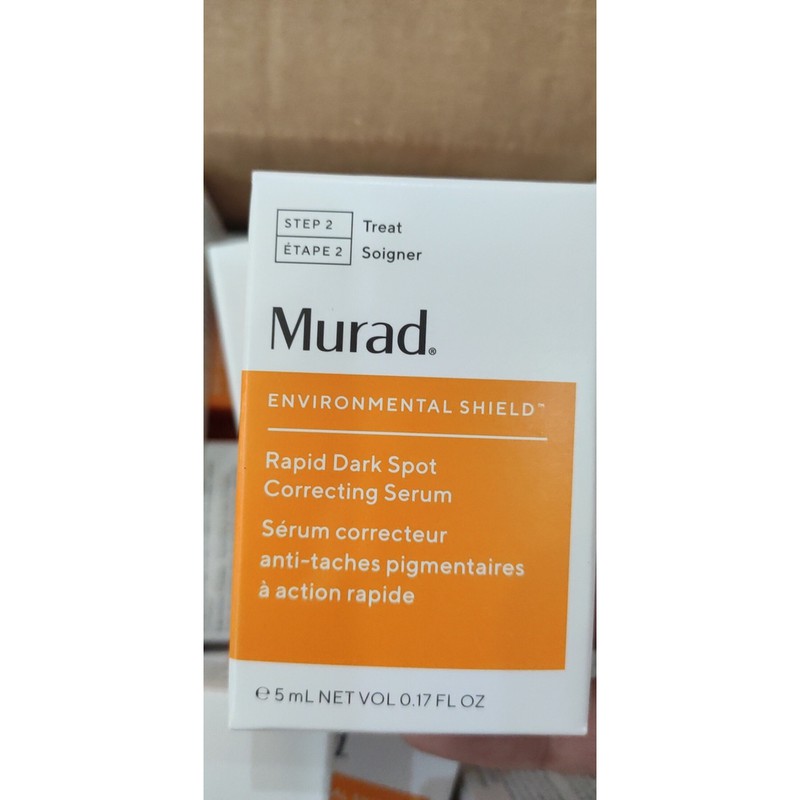 STEP 2 Treat
ÉTAPE 2 Soigner
Murad®
ENVIRONMENTAL SHIELD™
Rapid Dark Spot
Correcting Serum
Sérum correcteur
anti-taches pigmentaires
à action rapide
℮ 5 mL NET VOL 0.17 FL OZ